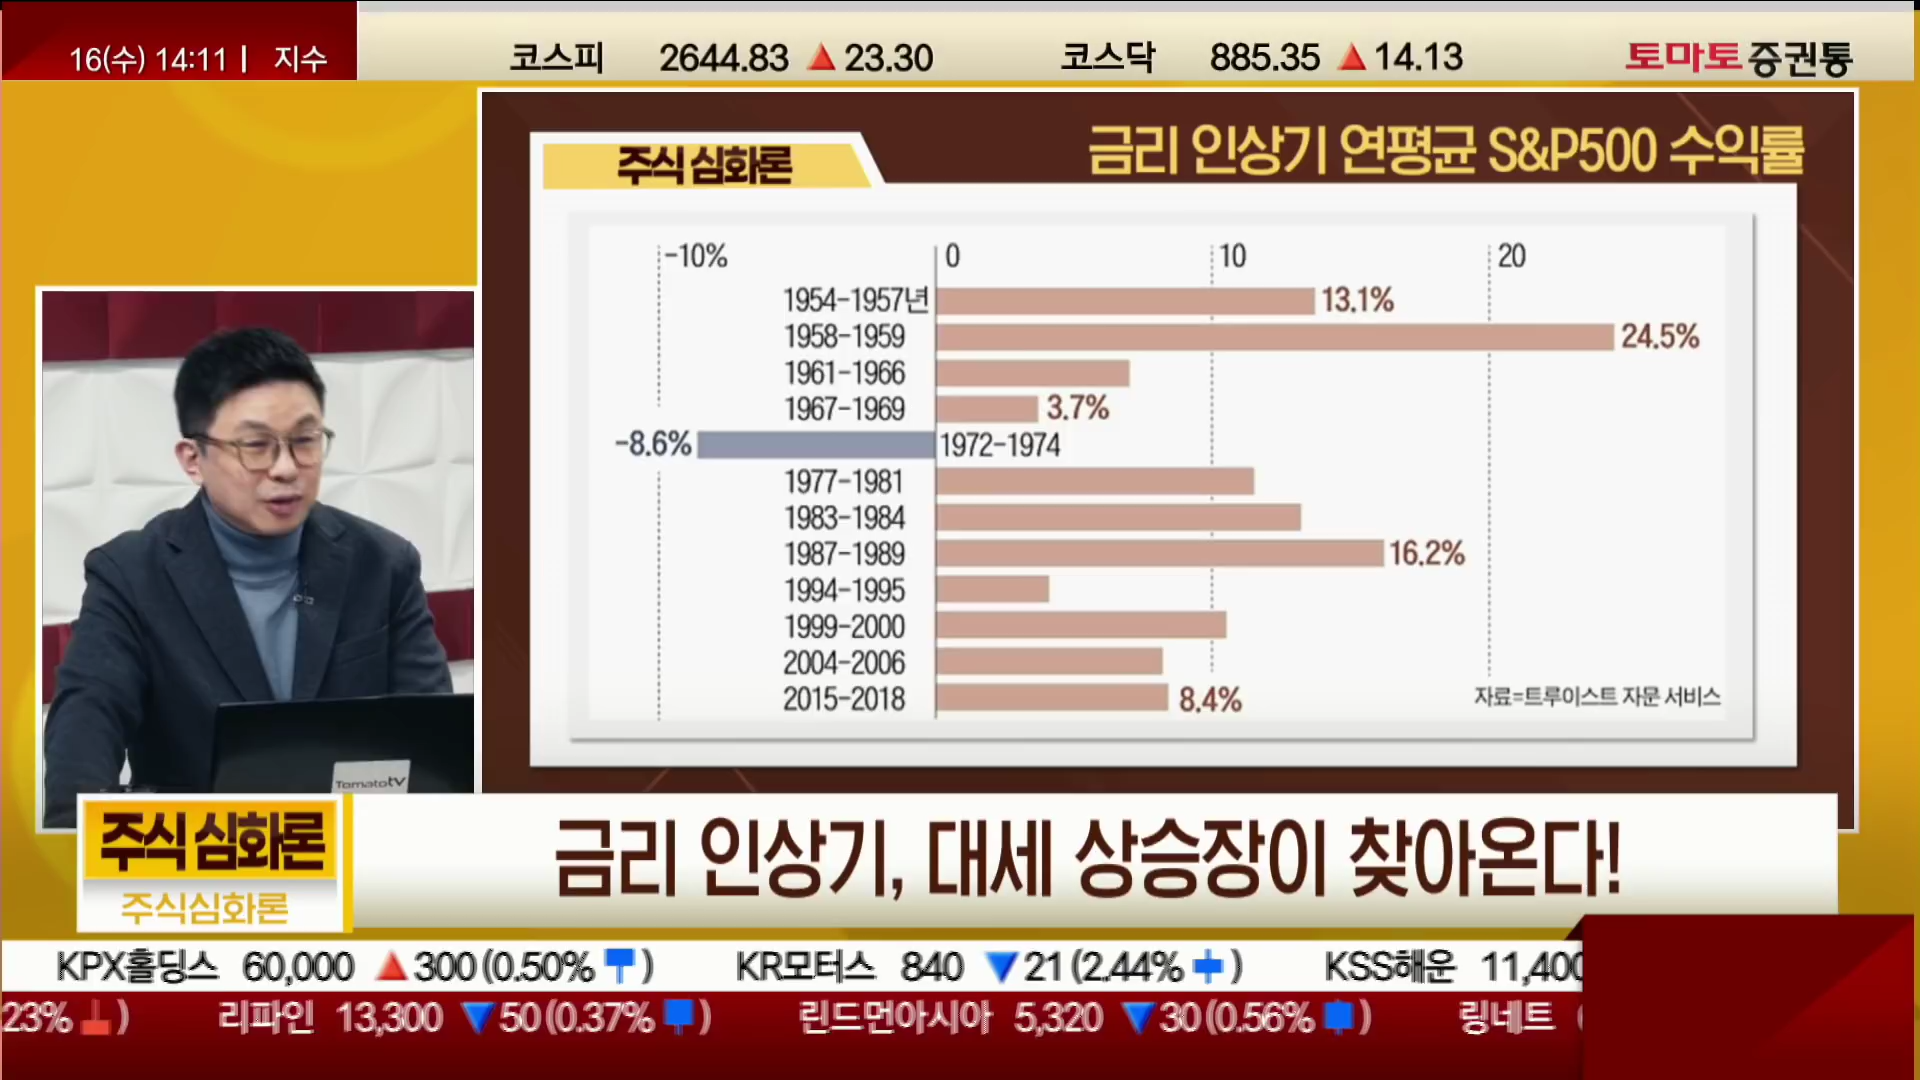 16(수) 14:11 | 지수 코스피 2644.83 ▲ 23.30 코스닥 885.35 ▲ 14.13 토마토증권통
주식 심화론
금리 인상기 연평균 S&P500 수익률
-10% 0 10 20
1954-1957년 13.1%
1958-1959 24.5%
1961-1966
1967-1969 3.7%
-8.6% 1972-1974
1977-1981
1983-1984
1987-1989 16.2%
1994-1995
1999-2000
2004-2006
2015-2018 8.4%
자료=트루이스트 자문 서비스
Tomatotv
주식 심화론
주식심화론
금리 인상기, 대세 상승장이 찾아온다!
KPX홀딩스 60,000 ▲ 300 (0.50% ) KR모터스 840 ▼ 21 (2.44% ) KSS해운 11,400
23% ) 리파인 13,300 ▼ 50 (0.37% ) 린드먼아시아 5,320 ▼ 30 (0.56% ) 링네트